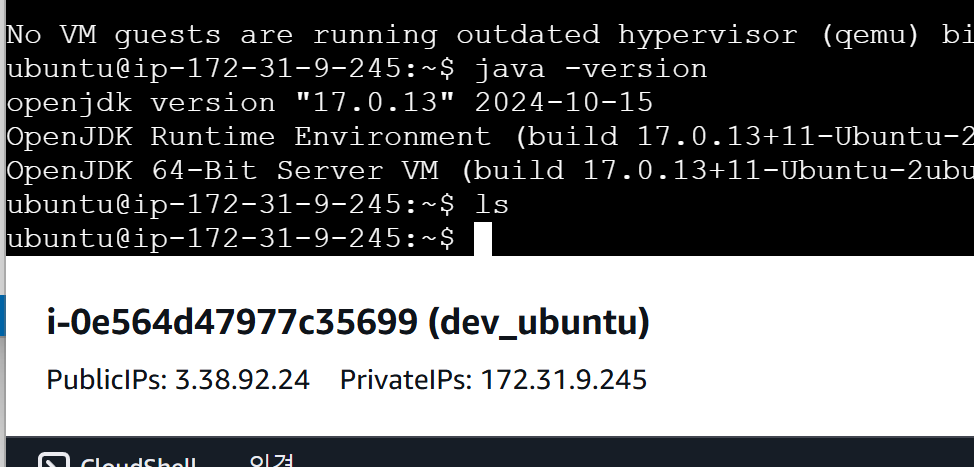 No VM guests are running outdated hypervisor (qemu) bi
ubuntu@ip-172-31-9-245:~$ java -version
openjdk version "17.0.13" 2024-10-15
OpenJDK Runtime Environment (build 17.0.13+11-Ubuntu-2
OpenJDK 64-Bit Server VM (build 17.0.13+11-Ubuntu-2ubu
ubuntu@ip-172-31-9-245:~$ ls
ubuntu@ip-172-31-9-245:~$
i-0e564d47977c35699 (dev_ubuntu)
PublicIPs: 3.38.92.24 PrivateIPs: 172.31.9.245
CloudShell 의견